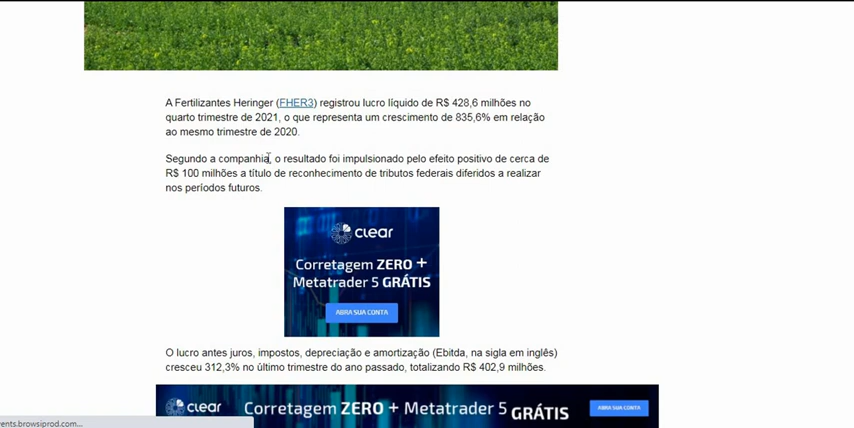 A Fertilizantes Heringer (FHER3) registrou lucro líquido de R$ 428,6 milhões no
quarto trimestre de 2021, o que representa um crescimento de 835,6% em relação
ao mesmo trimestre de 2020.
Segundo a companhia, o resultado foi impulsionado pelo efeito positivo de cerca de
R$ 100 milhões a título de reconhecimento de tributos federais diferidos a realizar
nos períodos futuros.
clear
Corretagem ZERO +
Metatrader 5 GRÁTIS
ABRA SUA CONTA
O lucro antes juros, impostos, depreciação e amortização (Ebitda, na sigla em inglês)
cresceu 312,3% no último trimestre do ano passado, totalizando R$ 402,9 milhões.
clear Corretagem ZERO + Metatrader 5 GRÁTIS ABRA SUA CONTA
vents.browsiprod.com...